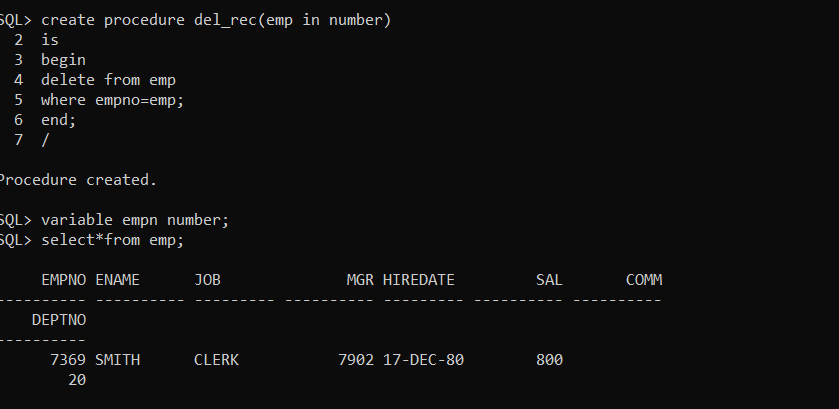 SQL> create procedure del_rec(emp in number)
  2  is
  3  begin
  4  delete from emp
  5  where empno=emp;
  6  end;
  7  /
Procedure created.
SQL> variable empn number;
SQL> select*from emp;
     EMPNO ENAME      JOB              MGR HIREDATE         SAL       COMM
---------- ---------- --------- ---------- --------- ---------- ----------
    DEPTNO
----------
      7369 SMITH      CLERK           7902 17-DEC-80        800
        20